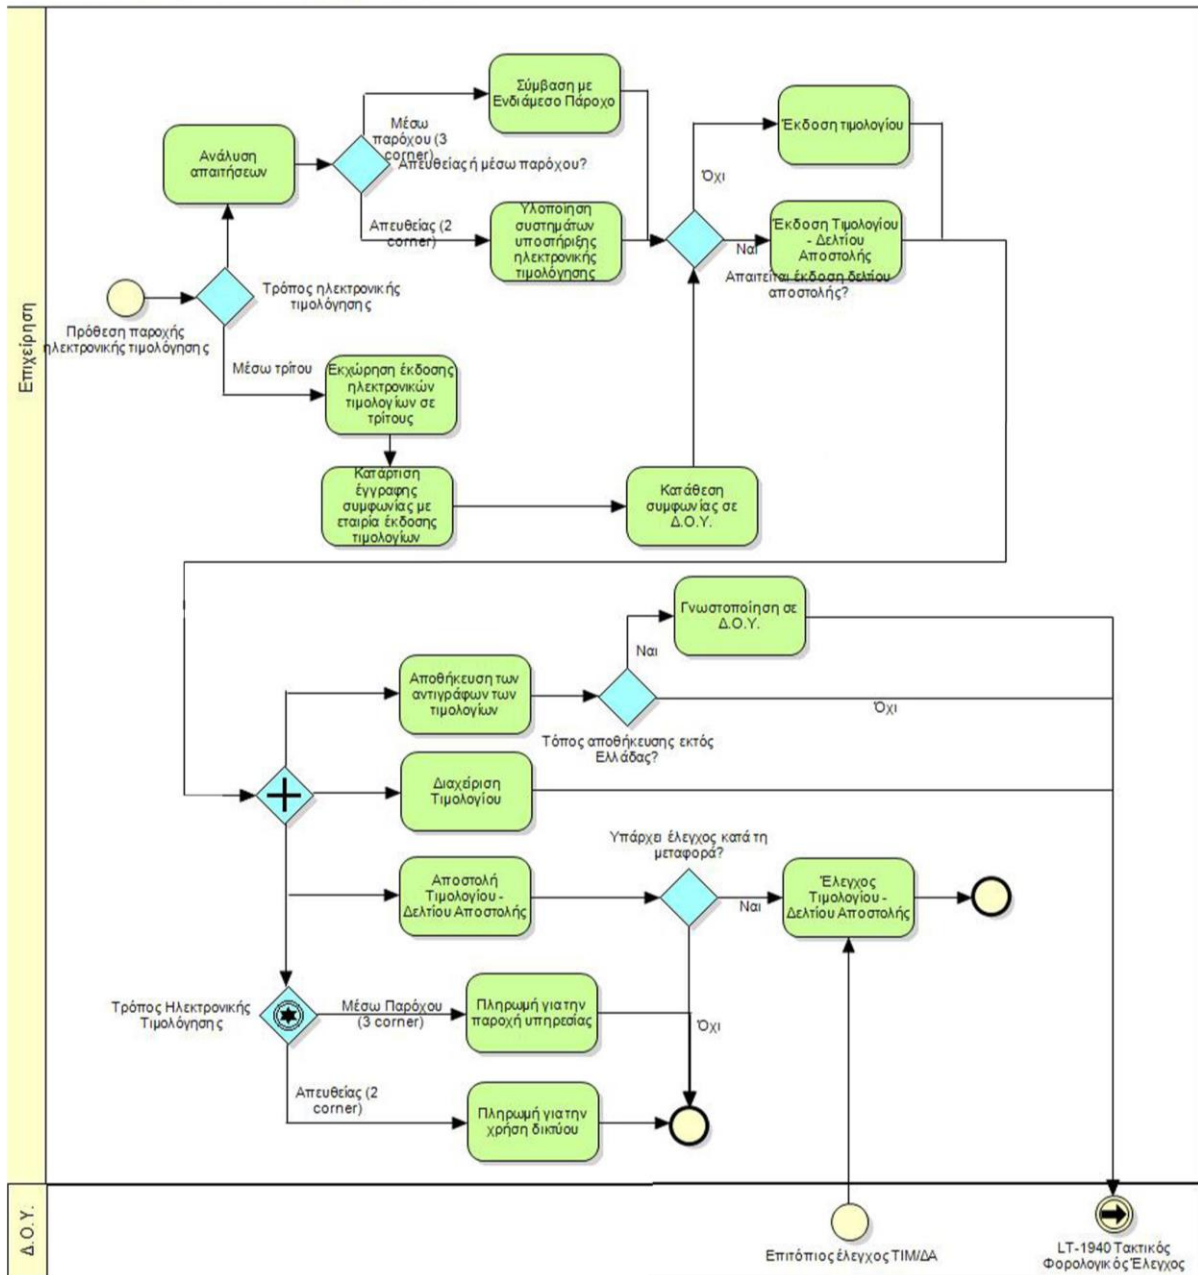 Επιχείρηση
Σύμβαση με
Ενδιάμεσο Πάροχο
Έκδοση τιμολογίου
Μέσω
παρόχου (3
corner)
Ανάλυση
απαιτήσεων
Απευθείας ή μέσω παρόχου?
Όχι
Απευθείας (2
corner)
Υλοποίηση
συστημάτων
υποστήριξης
ηλεκτρονικής
τιμολόγησης
Έκδοση Τιμολογίου
- Δελτίου
Αποστολής
Ναι
Απαιτείται έκδοση δελτίου
αποστολής?
Τρόπος ηλεκτρονικής
τιμολόγησης
Πρόθεση παροχής
ηλεκτρονικής τιμολόγησης
Μέσω τρίτου
Εκχώρηση έκδοσης
ηλεκτρονικών
τιμολογίων σε
τρίτους
Κατάρτιση
έγγραφης
συμφωνίας με
εταιρία έκδοσης
τιμολογίων
Κατάθεση
συμφωνίας σε
Δ.Ο.Υ.
Γνωστοποίηση σε
Δ.Ο.Υ.
Ναι
Αποθήκευση των
αντιγράφων των
τιμολογίων
Όχι
Τόπος αποθήκευσης εκτός
Ελλάδας?
Διαχείριση
Τιμολογίου
Υπάρχει έλεγχος κατά τη
μεταφορά?
Αποστολή
Τιμολογίου -
Δελτίου Αποστολής
Ναι
Έλεγχος
Τιμολογίου -
Δελτίου Αποστολής
Τρόπος Ηλεκτρονικής
Τιμολόγησης
Μέσω Παρόχου
(3 corner)
Πληρωμή για την
παροχή υπηρεσίας
Όχι
Απευθείας (2
corner)
Πληρωμή για την
χρήση δικτύου
Δ.Ο.Υ.
Επιτόπιος έλεγχος ΤΙΜ/ΔΑ
LT-1940 Τακτικός
Φορολογικός Έλεγχος